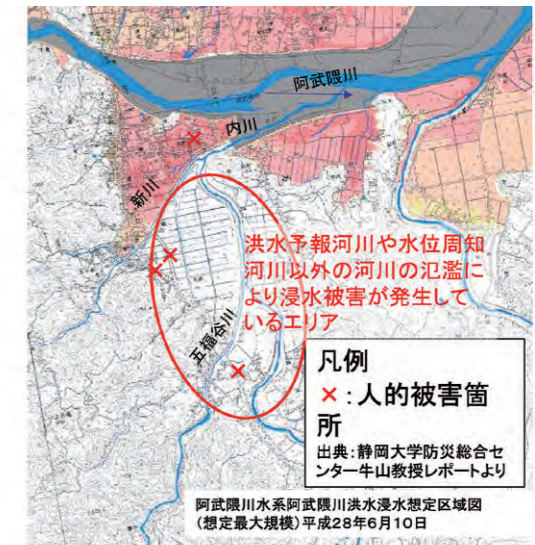 阿武隈川
内川
新川
洪水予報河川や水位周知
河川以外の河川の氾濫に
より浸水被害が発生して
いるエリア
五福谷川
凡例
×:人的被害箇
所
出典:静岡大学防災総合セ
ンター牛山教授レポートより
阿武隈川水系阿武隈川洪水浸水想定区域図
(想定最大規模)平成28年6月10日